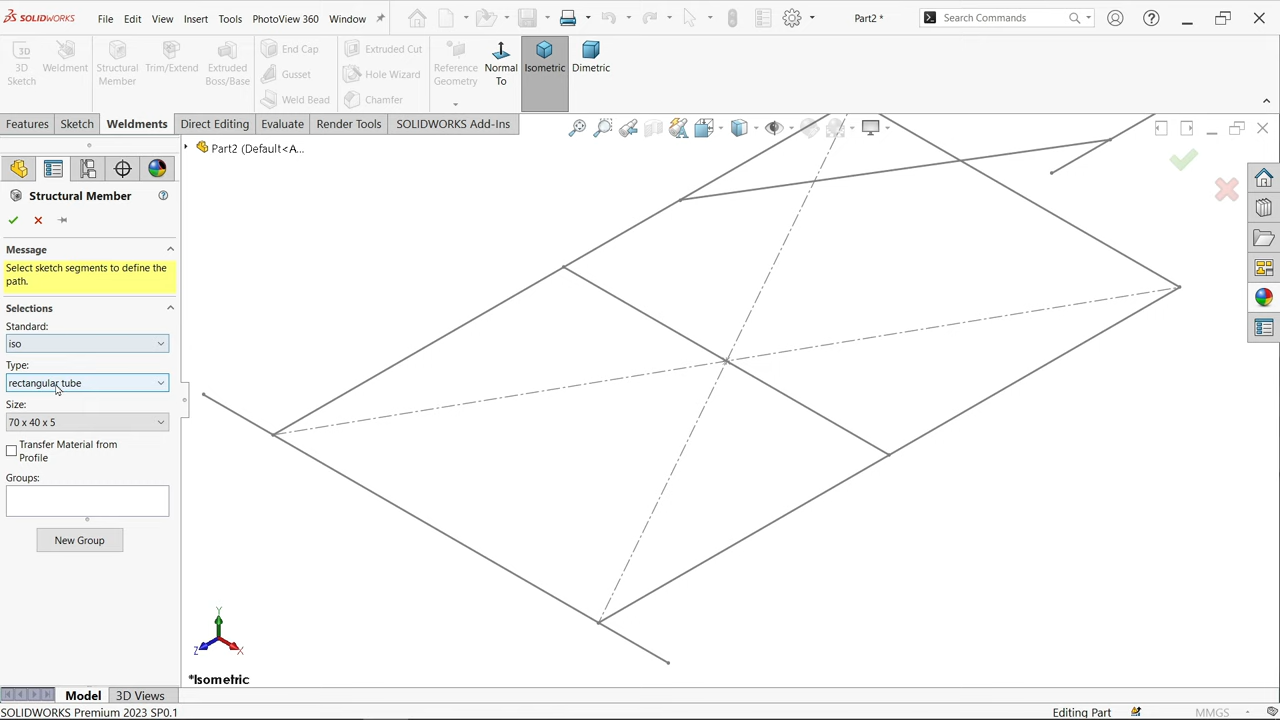 SOLIDWORKS
File
Edit
View
Insert
Tools
PhotoView 360
Window
Part2 *
Search Commands
3D
Sketch
Weldment
Structural
Member
Trim/Extend
Extruded
Boss/Base
End Cap
Gusset
Weld Bead
Extruded Cut
Hole Wizard
Chamfer
Reference
Geometry
Normal
To
Isometric
Dimetric
Features
Sketch
Weldments
Direct Editing
Evaluate
Render Tools
SOLIDWORKS Add-Ins
Part2 (Default<A...
Structural Member
Message
Select sketch segments to define the
path.
Selections
Standard:
iso
Type:
rectangular tube
Size:
70 x 40 x 5
Transfer Material from
Profile
Groups:
New Group
Y
Z
X
*Isometric
Model
3D Views
SOLIDWORKS Premium 2023 SP0.1
Editing Part
MMGS